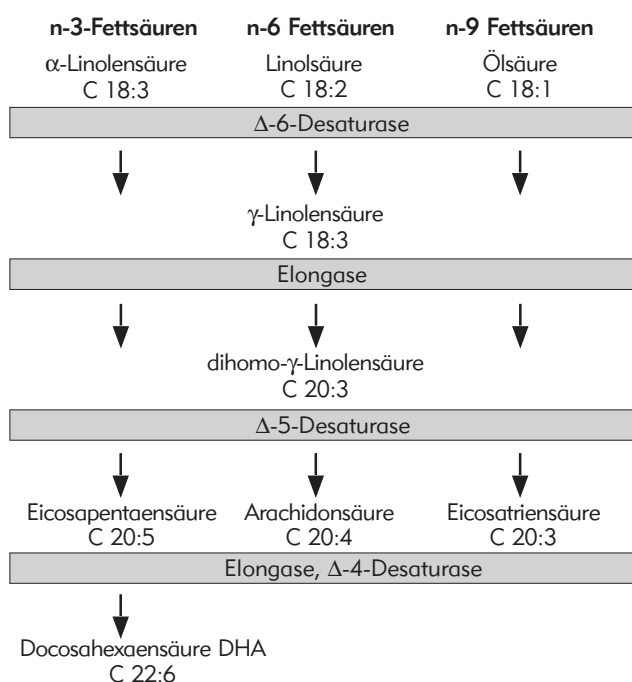 n-3-Fettsäuren n-6 Fettsäuren n-9 Fettsäuren
α-Linolensäure Linolsäure Ölsäure
C 18:3 C 18:2 C 18:1
Δ-6-Desaturase
γ-Linolensäure
C 18:3
Elongase
dihomo-γ-Linolensäure
C 20:3
Δ-5-Desaturase
Eicosapentaensäure Arachidonsäure Eicosatriensäure
C 20:5 C 20:4 C 20:3
Elongase, Δ-4-Desaturase
Docosahexaensäure DHA
C 22:6